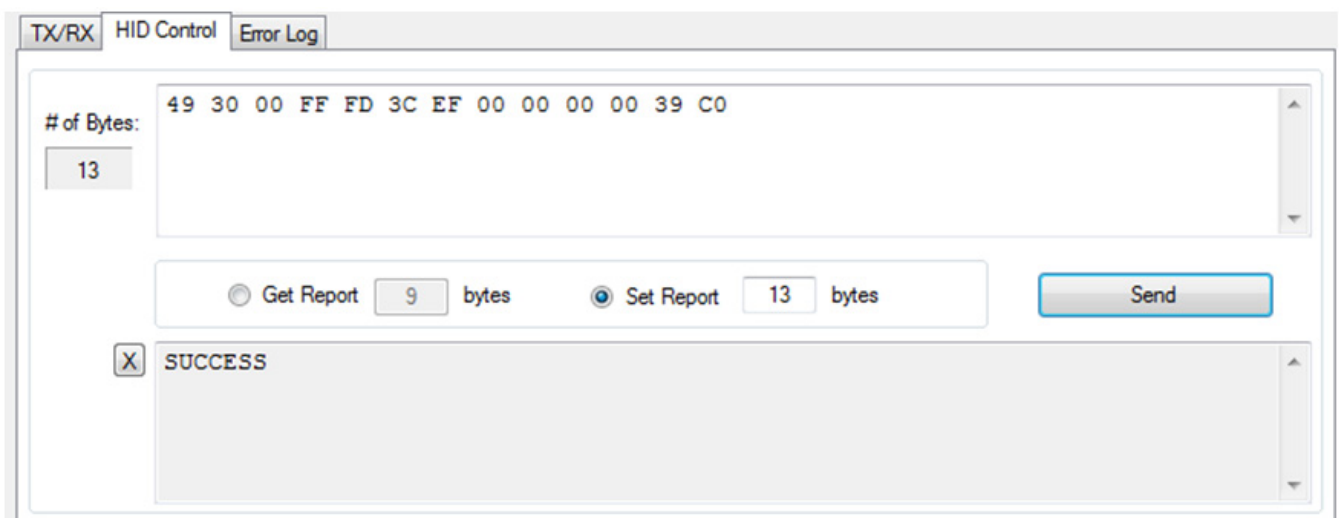 TX/RX HID Control Error Log
# of Bytes:
13
49 30 00 FF FD 3C EF 00 00 00 00 39 C0
Get Report 9 bytes Set Report 13 bytes Send
X
SUCCESS